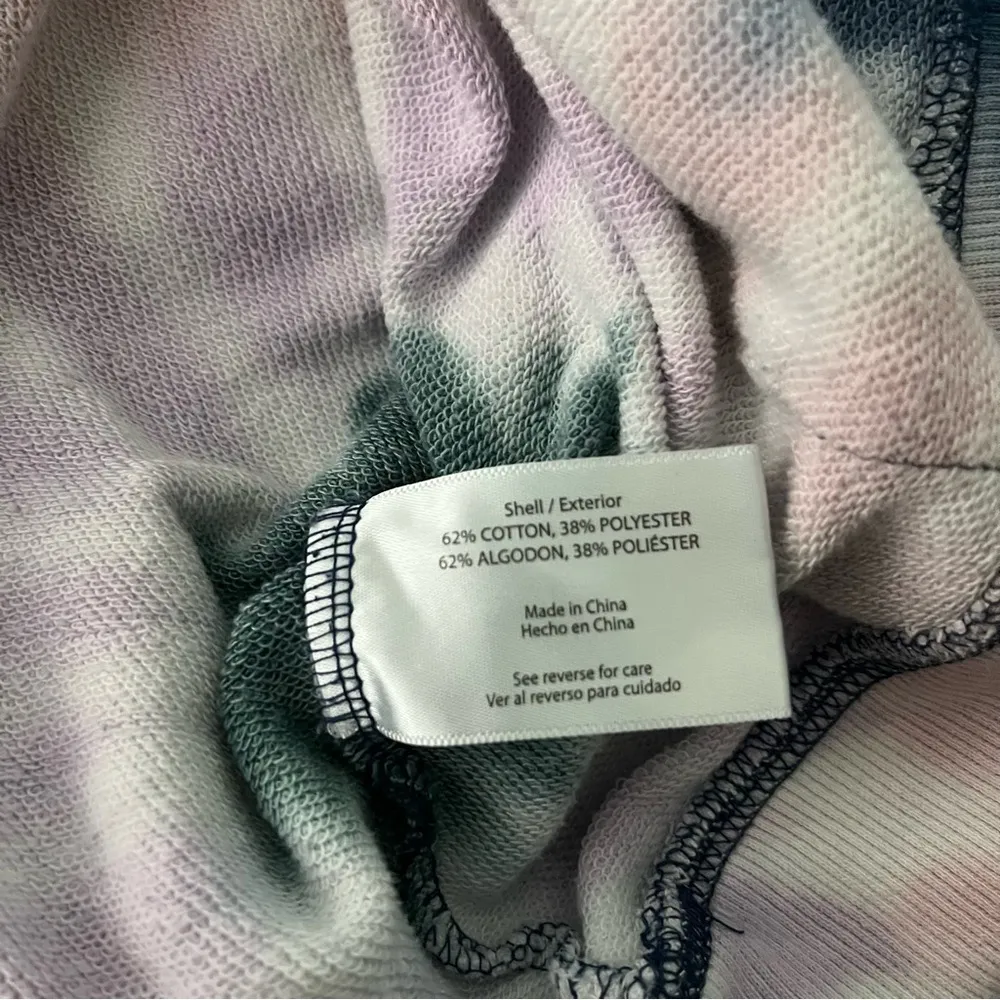 Shell / Exterior
62% COTTON, 38% POLYESTER
62% ALGODON, 38% POLIÉSTER
Made in China
Hecho en China
See reverse for care
Ver al reverso para cuidado